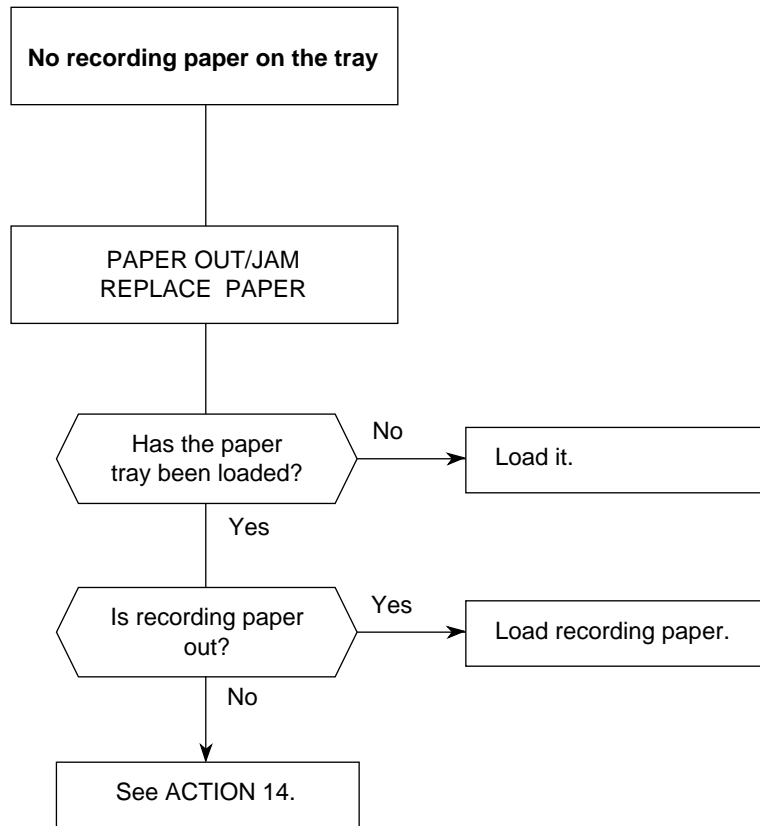 No recording paper on the tray
PAPER OUT/JAM
REPLACE PAPER
Has the paper
tray been loaded?
No
Load it.
Yes
Is recording paper
out?
Yes
Load recording paper.
No
See ACTION 14.